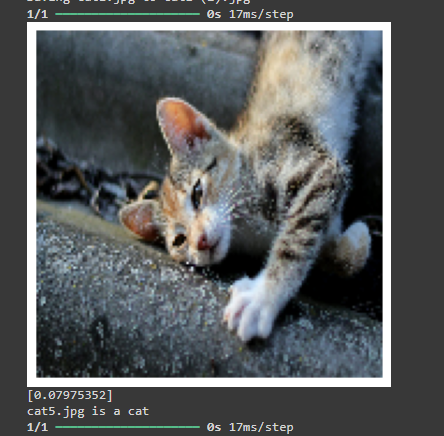 1/1 ━━━━━━━━━━━━━━━━━━━━ 0s 17ms/step
[0.07975352]
cat5.jpg is a cat
1/1 ━━━━━━━━━━━━━━━━━━━━ 0s 17ms/step